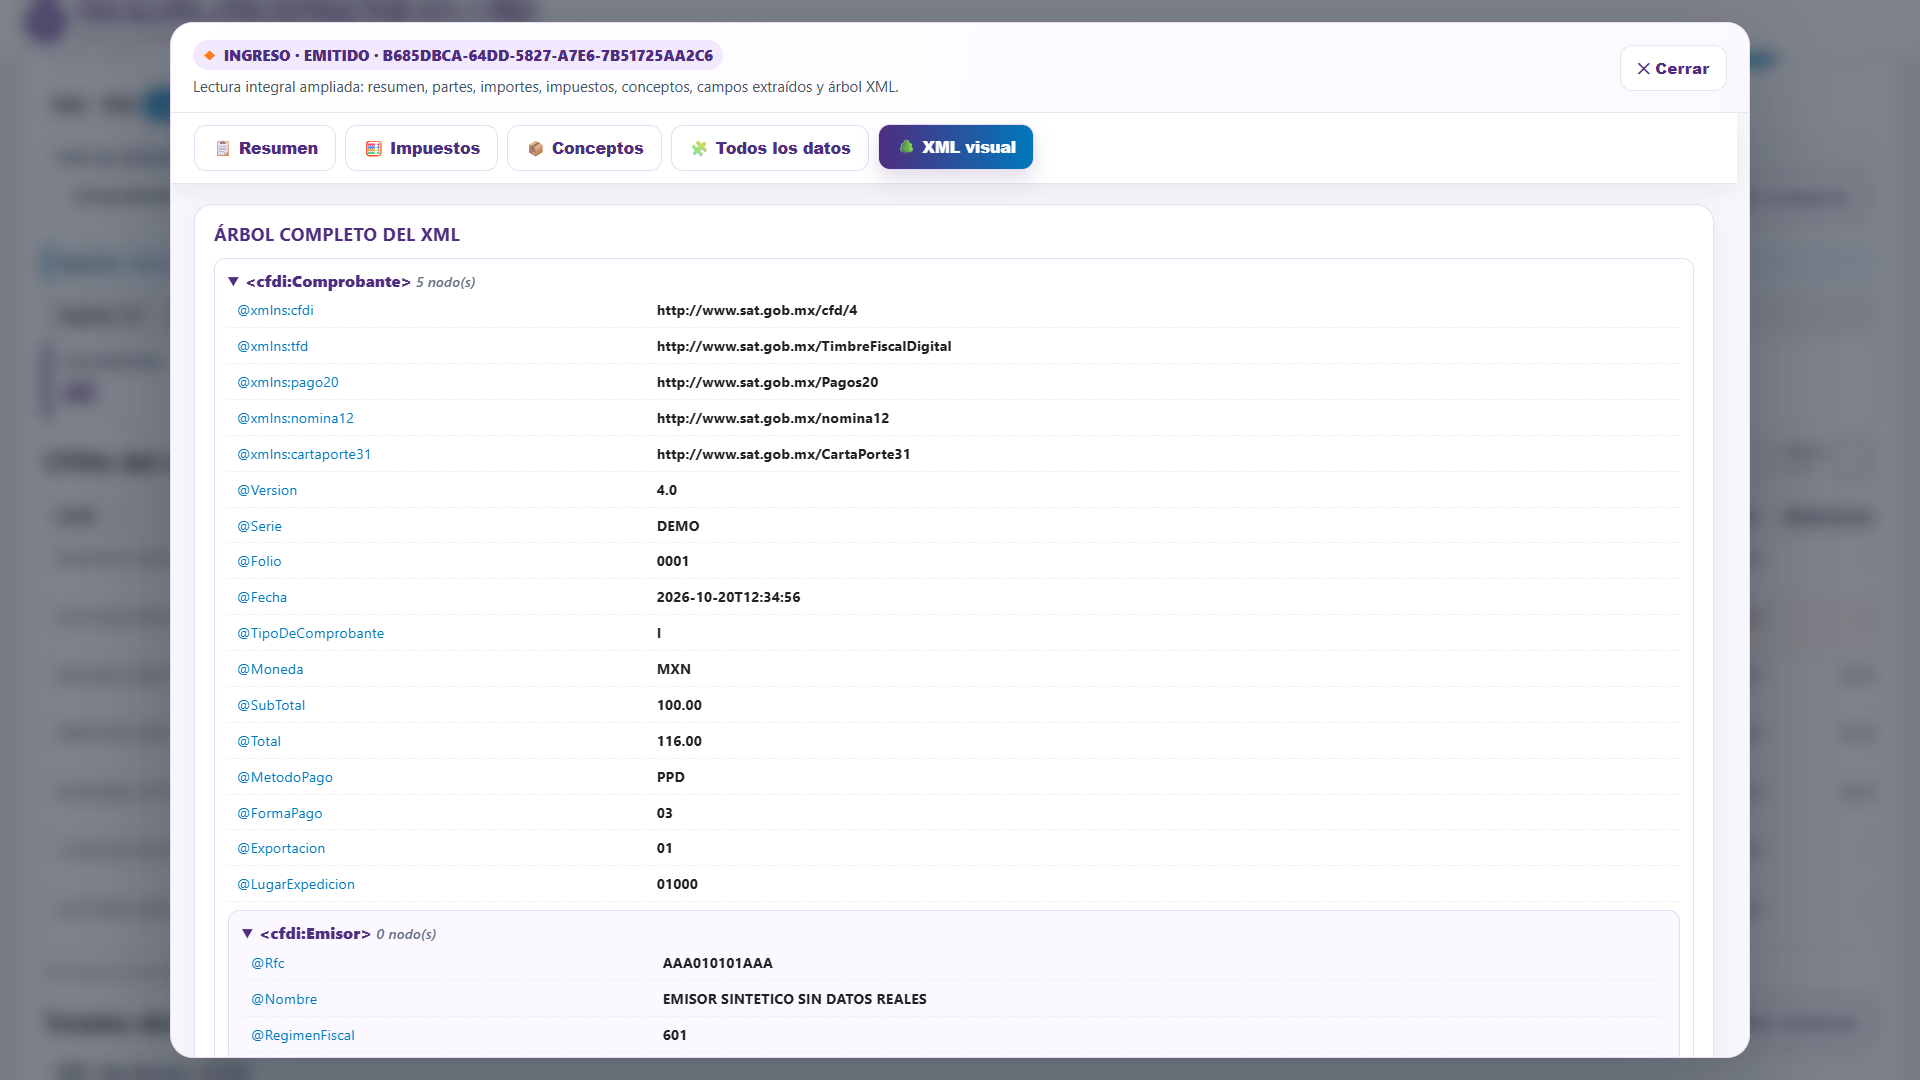 INGRESO · EMITIDO · B685DBCA-64DD-5827-A7E6-7B51725AA2C6
Lectura integral ampliada: resumen, partes, importes, impuestos, conceptos, campos extraídos y árbol XML.
Cerrar
Resumen
Impuestos
Conceptos
Todos los datos
XML visual
ÁRBOL COMPLETO DEL XML
<cfdi:Comprobante> 5 nodo(s)
@xmlns:cfdi http://www.sat.gob.mx/cfd/4
@xmlns:tfd http://www.sat.gob.mx/TimbreFiscalDigital
@xmlns:pago20 http://www.sat.gob.mx/Pagos20
@xmlns:nomina12 http://www.sat.gob.mx/nomina12
@xmlns:cartaporte31 http://www.sat.gob.mx/CartaPorte31
@Version 4.0
@Serie DEMO
@Folio 0001
@Fecha 2026-10-20T12:34:56
@TipoDeComprobante I
@Moneda MXN
@SubTotal 100.00
@Total 116.00
@MetodoPago PPD
@FormaPago 03
@Exportacion 01
@LugarExpedicion 01000
<cfdi:Emisor> 0 nodo(s)
@Rfc AAA010101AAA
@Nombre EMISOR SINTETICO SIN DATOS REALES
@RegimenFiscal 601